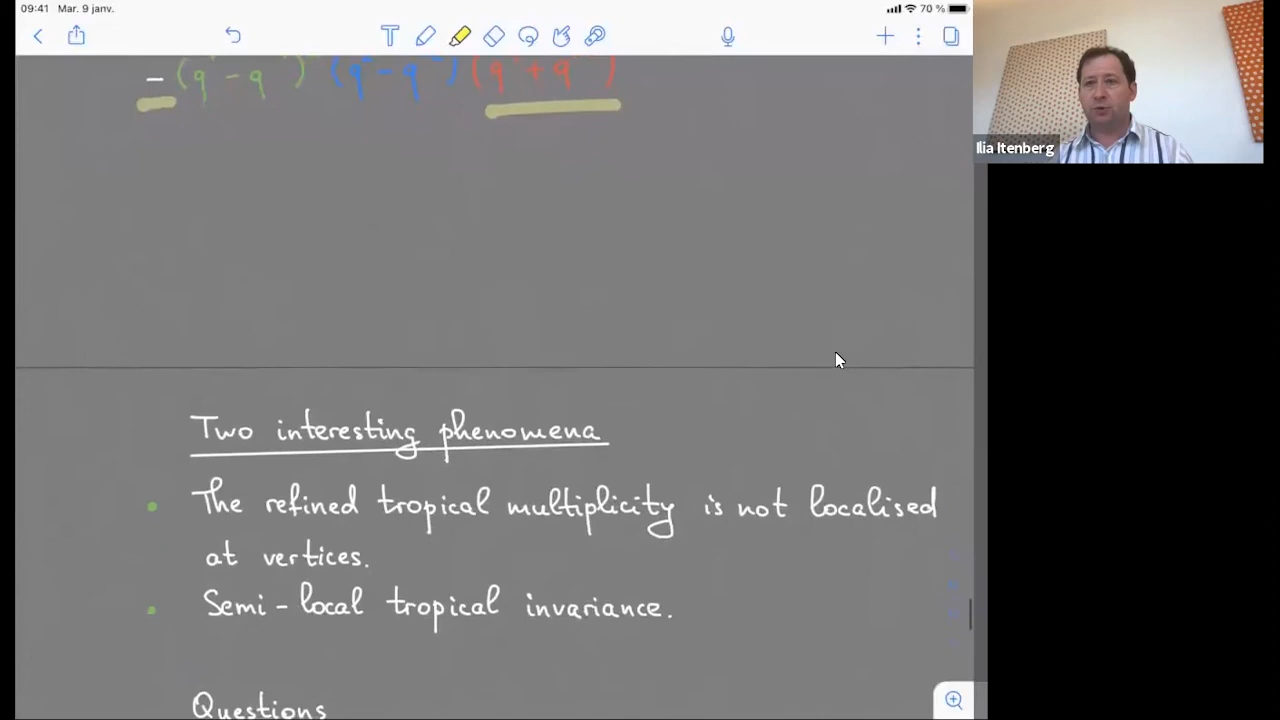 09:41 Mar. 9 janv.
70 %
- (q - q) (q - q) (q + q)
Ilia Itenberg
Two interesting phenomena
• The refined tropical multiplicity is not localised
at vertices.
• Semi-local tropical invariance.
Questions